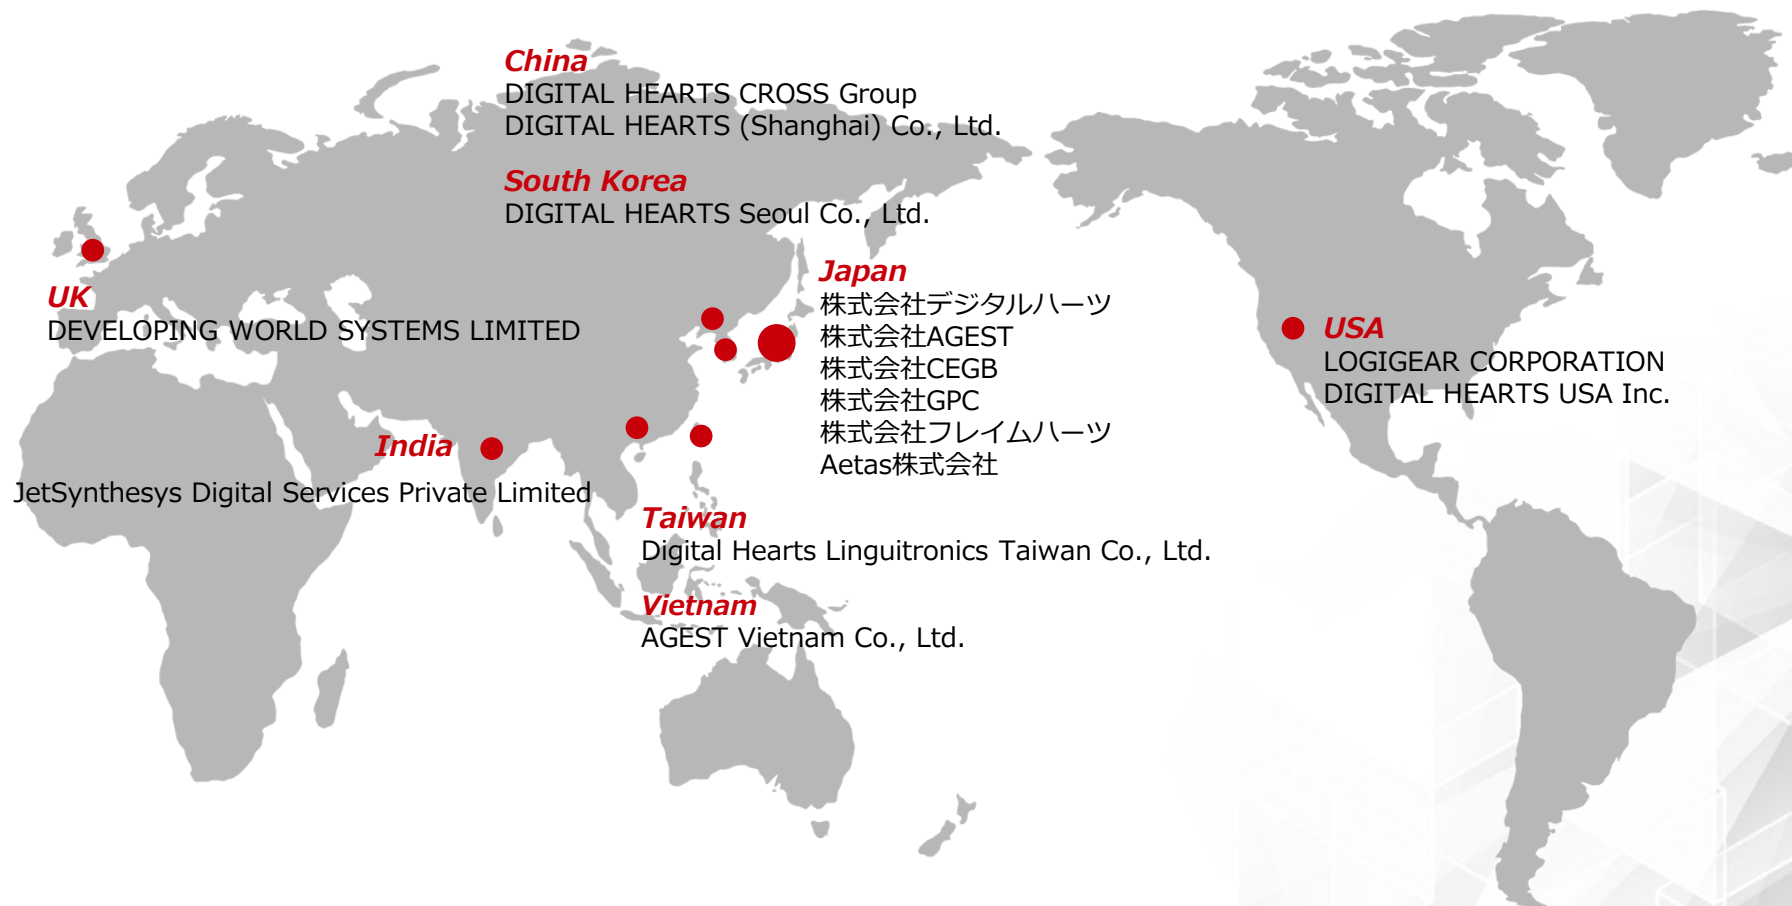 China
DIGITAL HEARTS CROSS Group
DIGITAL HEARTS (Shanghai) Co., Ltd.
South Korea
DIGITAL HEARTS Seoul Co., Ltd.
UK
DEVELOPING WORLD SYSTEMS LIMITED
Japan
株式会社デジタルハーツ
株式会社AGEST
株式会社CEGB
株式会社GPC
株式会社フレイムハーツ
Aetas株式会社
USA
LOGIGEAR CORPORATION
DIGITAL HEARTS USA Inc.
India
JetSynthesys Digital Services Private Limited
Taiwan
Digital Hearts Linguitronics Taiwan Co., Ltd.
Vietnam
AGEST Vietnam Co., Ltd.